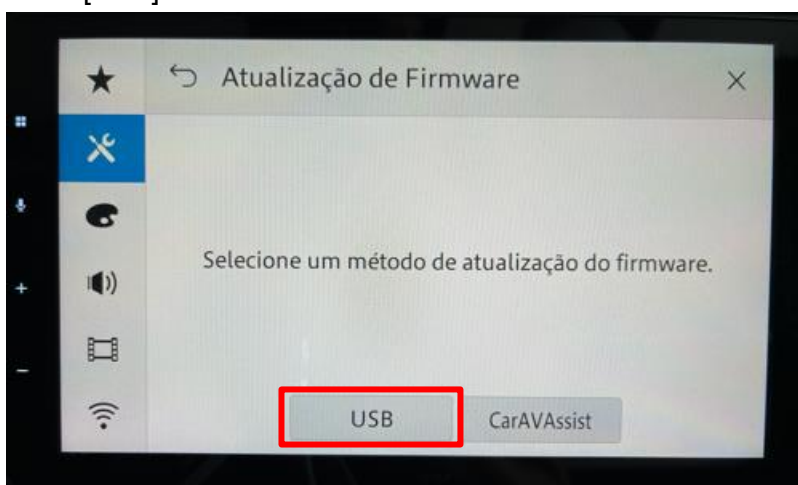 Atualização de Firmware
Selecione um método de atualização do firmware.
USB
CarAVAssist